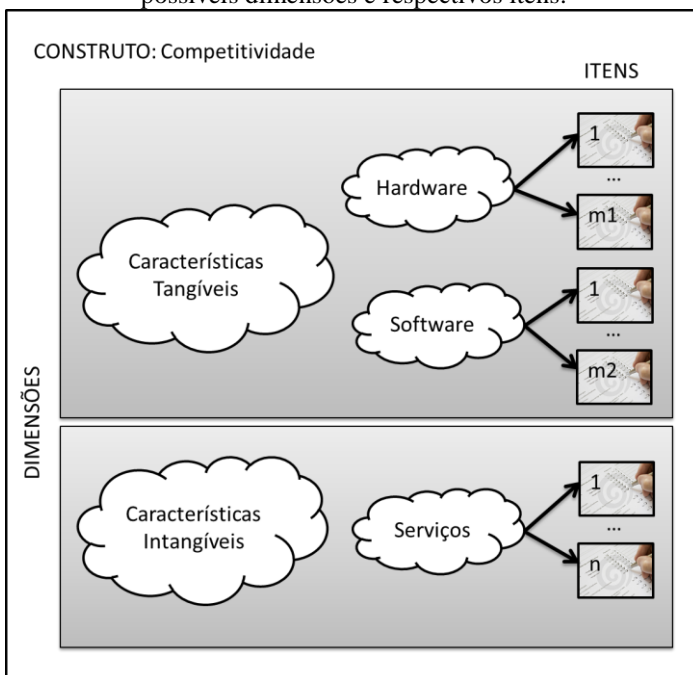 possíveis dimensões e respectivos itens.
CONSTRUTO: Competitividade
ITENS
DIMENSÕES
Características
Tangíveis
Hardware
1
...
m1
Software
1
...
m2
Características
Intangíveis
Serviços
1
...
n